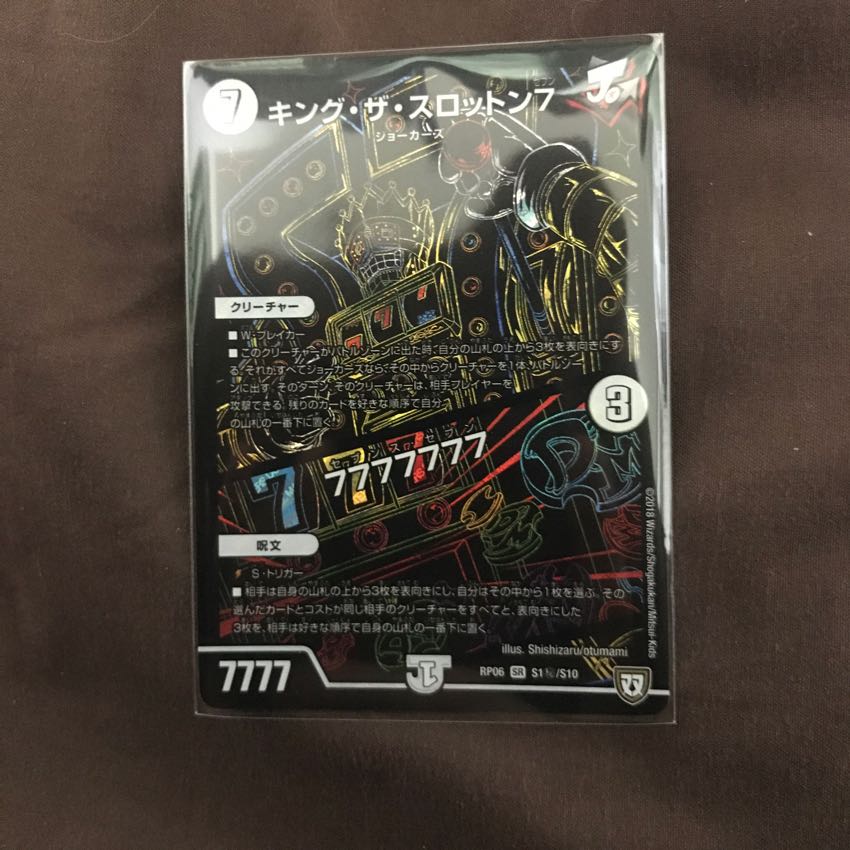 7
キング・ザ・スロットン7
セブン
ショーカーズ
クリーチャー
■W・ブレイカー
■このクリーチャーがバトルゾーンに出た時、自分の山札の上から3枚を表向きにす
る。それがすべてジョーカーズなら、その中からクリーチャーを1体、バトルゾー
ンに出す。そのターン、そのクリーチャーは、相手プレイヤーを
攻撃できる。残りのカードを好きな順序で自分
の山札の一番下に置く。
3
セブンスロッセブン
7777777
777
呪文
S・トリガー
■相手は自身の山札の上から3枚を表向きにし、自分はその中から1枚を選ぶ。その
選んだカードとコストが同じ相手のクリーチャーをすべてと、表向きにした
3枚を、相手は好きな順序で自身の山札の一番下に置く。
illus. Shishizaru/otumami
©2018 Wizards/Shogakukan/Mitsui-Kids
7777
RP06 SR S1秘/S10